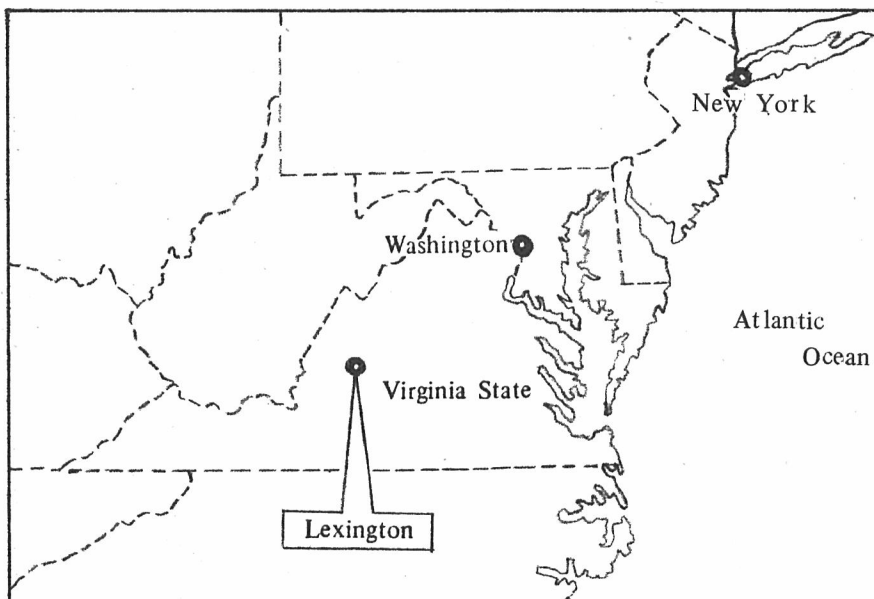 New York
Washington
Atlantic
Ocean
Virginia State
Lexington